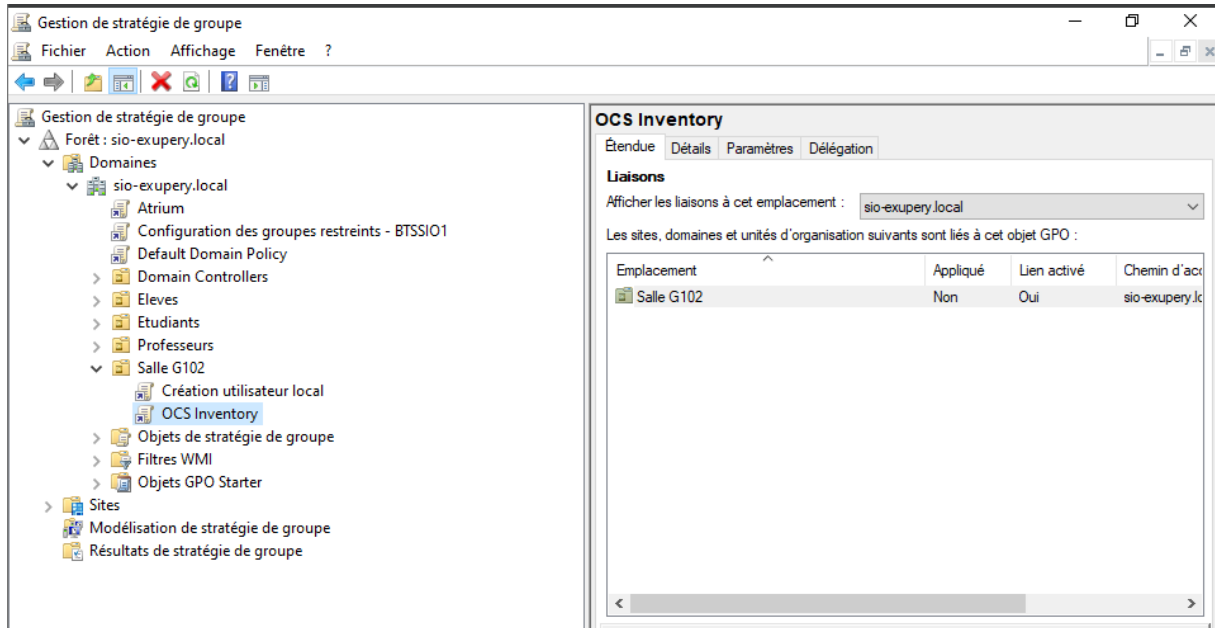 Gestion de stratégie de groupe
Fichier Action Affichage Fenêtre ?
Gestion de stratégie de groupe
Forêt : sio-exupery.local
Domaines
sio-exupery.local
Atrium
Configuration des groupes restreints - BTSSIO1
Default Domain Policy
Domain Controllers
Eleves
Etudiants
Professeurs
Salle G102
Création utilisateur local
OCS Inventory
Objets de stratégie de groupe
Filtres WMI
Objets GPO Starter
Sites
Modélisation de stratégie de groupe
Résultats de stratégie de groupe
OCS Inventory
Étendue Détails Paramètres Délégation
Liaisons
Afficher les liaisons à cet emplacement : sio-exupery.local
Les sites, domaines et unités d'organisation suivants sont liés à cet objet GPO :
Emplacement Appliqué Lien activé Chemin d'acc
Salle G102 Non Oui sio-exupery.lc